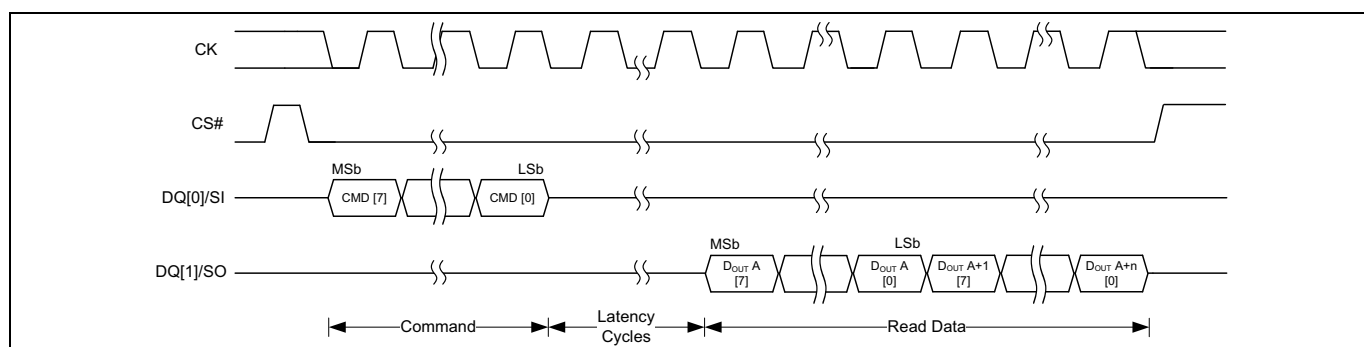 CK
CS#
MSb
LSb
DQ[0]/SI
CMD [7]
CMD [0]
MSb
LSb
DQ[1]/SO
DOUT A
[7]
DOUT A
[0]
DOUT A+1
[7]
DOUT A+n
[0]
Command
Latency
Cycles
Read Data